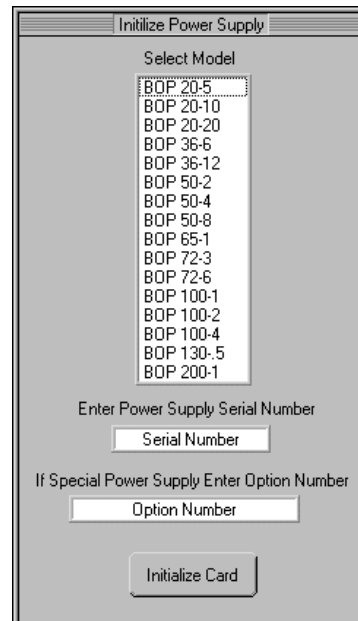 Initilize Power Supply
Select Model
BOP 20-5
BOP 20-10
BOP 20-20
BOP 36-6
BOP 36-12
BOP 50-2
BOP 50-4
BOP 50-8
BOP 65-1
BOP 72-3
BOP 72-6
BOP 100-1
BOP 100-2
BOP 100-4
BOP 130-.5
BOP 200-1
Enter Power Supply Serial Number
Serial Number
If Special Power Supply Enter Option Number
Option Number
Initialize Card